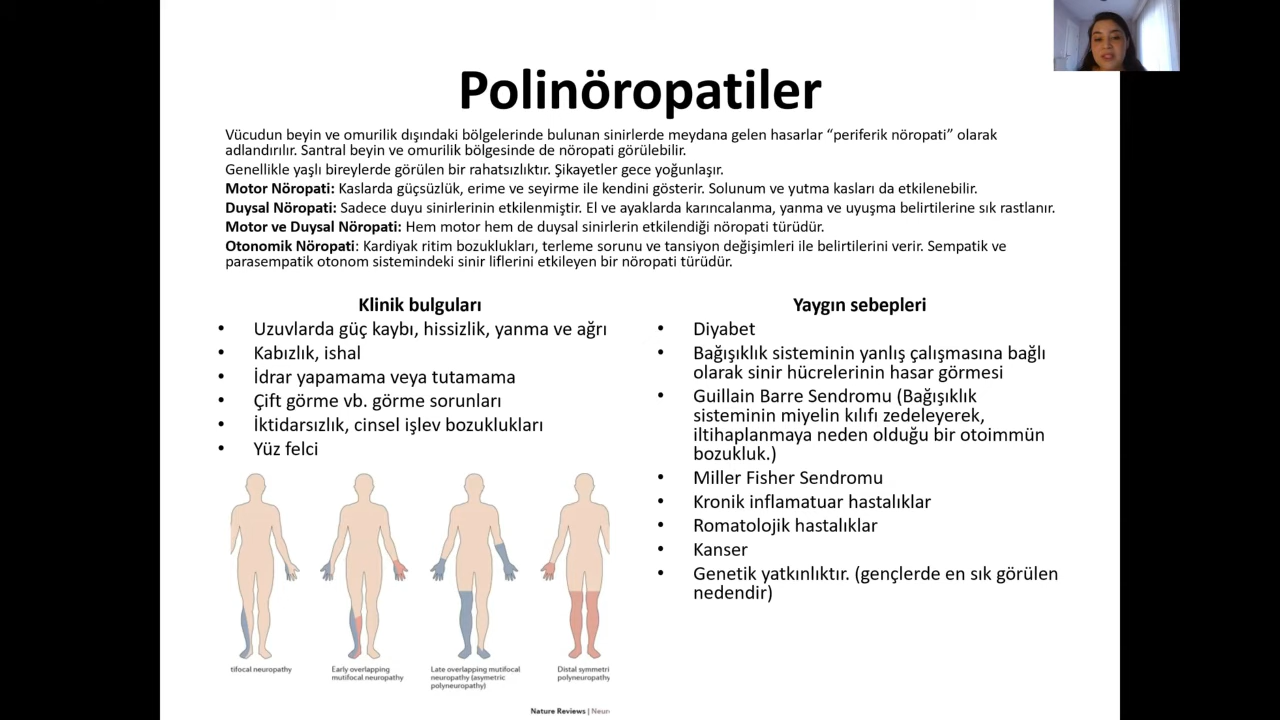 Polinöropatiler
Vücudun beyin ve omurilik dışındaki bölgelerinde bulunan sinirlerde meydana gelen hasarlar “periferik nöropati” olarak
adlandırılır. Santral beyin ve omurilik bölgesinde de nöropati görülebilir.
Genellikle yaşlı bireylerde görülen bir rahatsızlıktır. Şikayetler gece yoğunlaşır.
Motor Nöropati: Kaslarda güçsüzlük, erime ve seyirme ile kendini gösterir. Solunum ve yutma kasları da etkilenebilir.
Duysal Nöropati: Sadece duyu sinirlerinin etkilenmiştir. El ve ayaklarda karıncalanma, yanma ve uyuşma belirtilerine sık rastlanır.
Motor ve Duysal Nöropati: Hem motor hem de duysal sinirlerin etkilendiği nöropati türüdür.
Otonomik Nöropati: Kardiyak ritim bozuklukları, terleme sorunu ve tansiyon değişimleri ile belirtilerini verir. Sempatik ve
parasempatik otonom sistemindeki sinir liflerini etkileyen bir nöropati türüdür.
Klinik bulguları
• Uzuvlarda güç kaybı, hissizlik, yanma ve ağrı
• Kabızlık, ishal
• İdrar yapamama veya tutamama
• Çift görme vb. görme sorunları
• İktidarsızlık, cinsel işlev bozuklukları
• Yüz felci
Yaygın sebepleri
• Diyabet
• Bağışıklık sisteminin yanlış çalışmasına bağlı
olarak sinir hücrelerinin hasar görmesi
• Guillain Barre Sendromu (Bağışıklık
sisteminin miyelin kılıfı zedeleyerek,
iltihaplanmaya neden olduğu bir otoimmün
bozukluk.)
• Miller Fisher Sendromu
• Kronik inflamatuar hastalıklar
• Romatolojik hastalıklar
• Kanser
• Genetik yatkınlıktır. (gençlerde en sık görülen
nedendir)
tifocal neuropathy
Early overlapping
mutifocal neuropathy
Late overlapping mutifocal
neuropathy (asymetric
polyneuropathy)
Distal symmetri
polyneuropathy
Nature Reviews | Neur